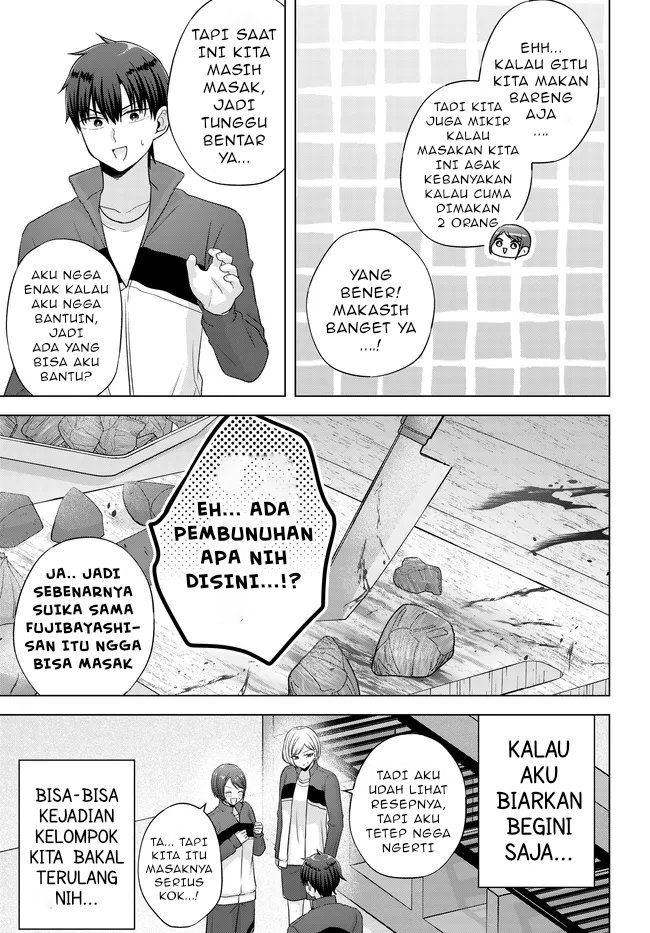 EHH...
KALAU GITU
KITA MAKAN
BARENG
AJA
....
TADI KITA
JUGA MIKIR
KALAU
MASAKAN KITA
INI AGAK
KEBANYAKAN
KALAU CUMA
DIMAKAN
2 ORANG
YANG
BENER!
MAKASIH
BANGET YA
....!
TAPI SAAT
INI KITA
MASIH
MASAK,
JADI
TUNGGU
BENTAR
YA...
AKU NGGA
ENAK KALAU
AKU NGGA
BANTUIN,
JADI
ADA YANG
BISA AKU
BANTU?
EH... ADA
PEMBUNUHAN
APA NIH
DISINI...!?
JA.. JADI
SEBENARNYA
SUIKA SAMA
FUJIBAYASHI-
SAN ITU NGGA
BISA MASAK
KALAU
AKU
BIARKAN
BEGINI
SAJA...
TADI AKU
UDAH LIHAT
RESEPNYA,
TAPI AKU
TETEP NGGA
NGERTI
TA... TAPI
KITA ITU
MASAKNYA
SERIUS
KOK...!
BISA-BISA
KEJADIAN
KELOMPOK
KITA BAKAL
TERULANG
NIH...